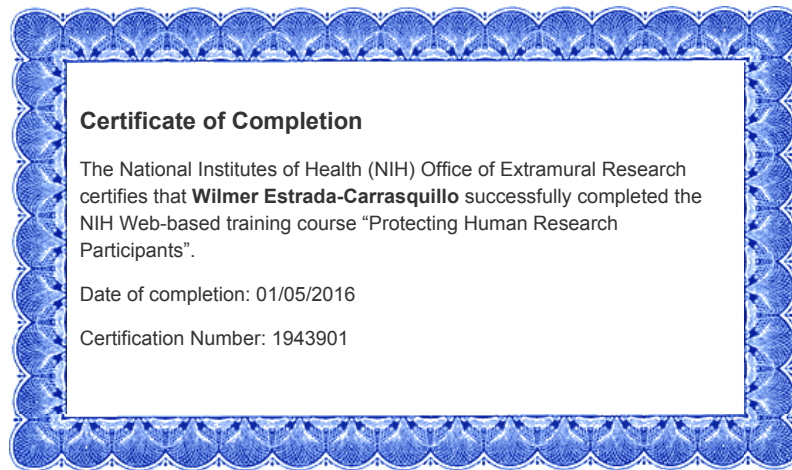 Certificate of Completion
The National Institutes of Health (NIH) Office of Extramural Research
certifies that Wilmer Estrada-Carrasquillo successfully completed the
NIH Web-based training course “Protecting Human Research
Participants”.
Date of completion: 01/05/2016
Certification Number: 1943901